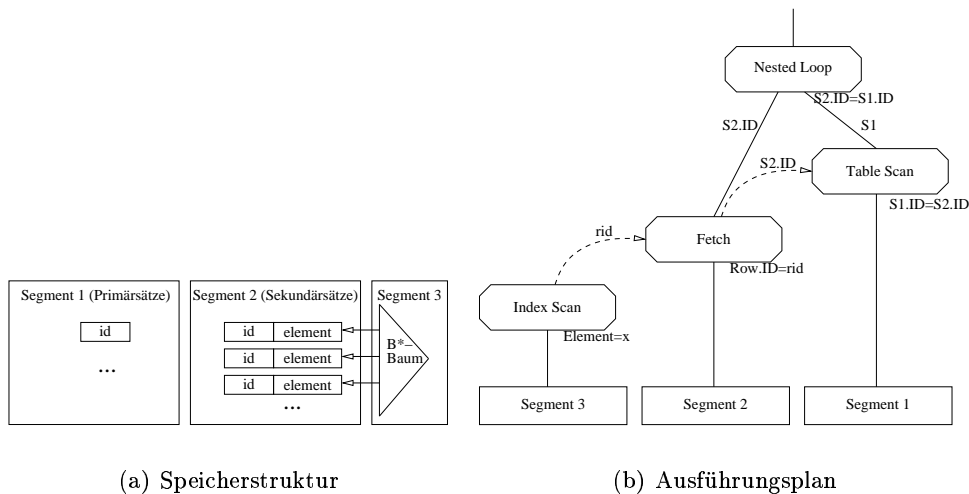 Segment 1 (Primärsätze)
id
...
Segment 2 (Sekundärsätze)
id element
id element
id element
...
Segment 3
B*−
Baum
(a) Speicherstruktur
Nested Loop
S2.ID=S1.ID
S2.ID
S1
S2.ID
Table Scan
S1.ID=S2.ID
rid
Fetch
Row.ID=rid
Index Scan
Element=x
Segment 3
Segment 2
Segment 1
(b) Ausführungsplan